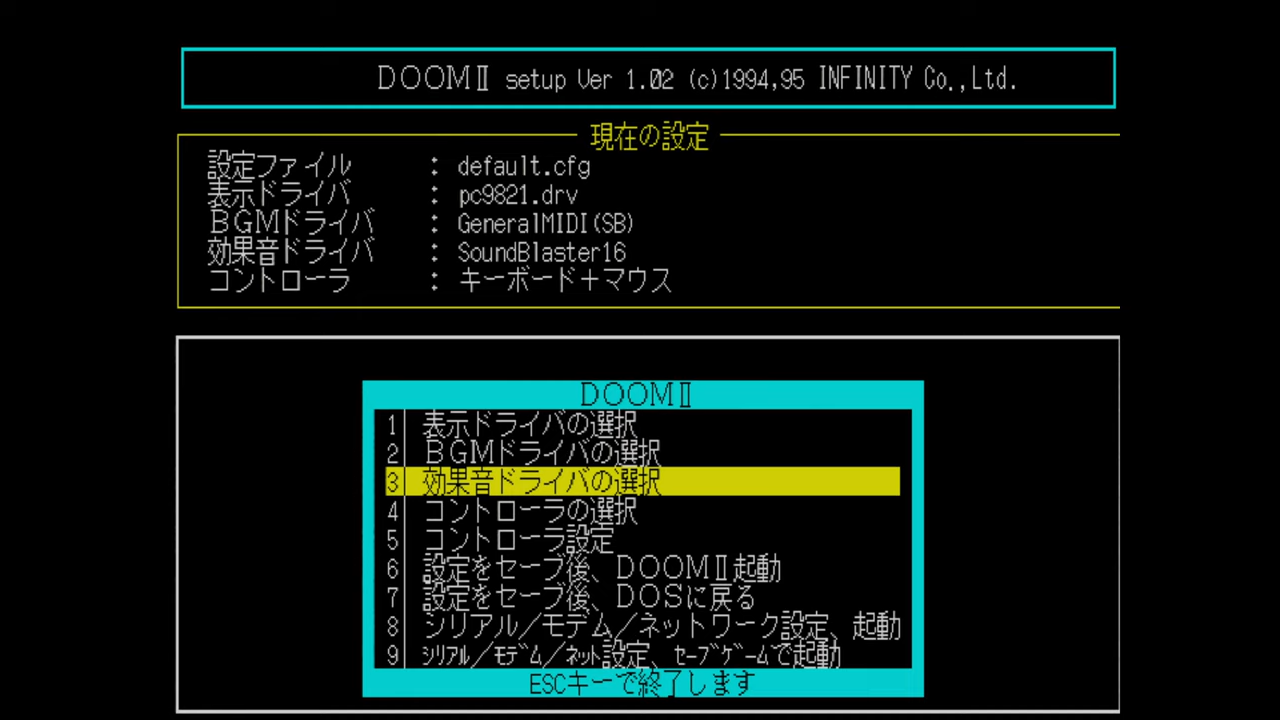 DOOMⅡ setup Ver 1.02 (c)1994,95 INFINITY Co.,Ltd.
現在の設定
設定ファイル : default.cfg
表示ドライバ : pc9821.drv
BGMドライバ : GeneralMIDI(SB)
効果音ドライバ : SoundBlaster16
コントローラ : キーボード+マウス
DOOMⅡ
1 表示ドライバの選択
2 BGMドライバの選択
3 効果音ドライバの選択
4 コントローラの選択
5 コントローラ設定
6 設定をセーブ後、DOOMⅡ起動
7 設定をセーブ後、DOSに戻る
8 シリアル/モデム/ネットワーク設定、起動
9 シリアル/モデム/ネット設定、セーブゲームで起動
ESCキーで終了します